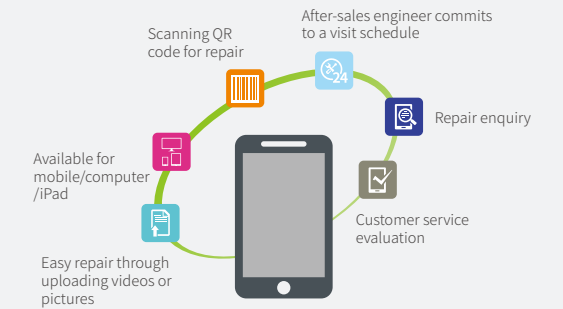 After-sales engineer commits
to a visit schedule
Scanning QR
code for repair
24
Repair enquiry
Available for
mobile/computer
/iPad
Customer service
evaluation
Easy repair through
uploading videos or
pictures